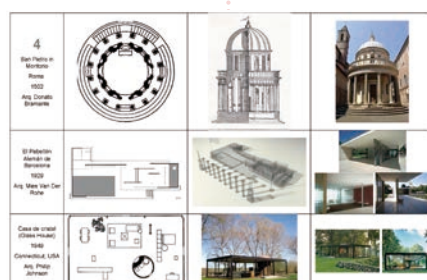 4
San Pietro in
Montorio
Roma
1502
Arq. Donato
Bramante
El Pabellón
Alemán de
Barcelona
1929
Arq. Mies Van Der
Rohe
Casa de cristal
(Glass House)
1949
Connecticut, USA
Arq. Philip
Johnson